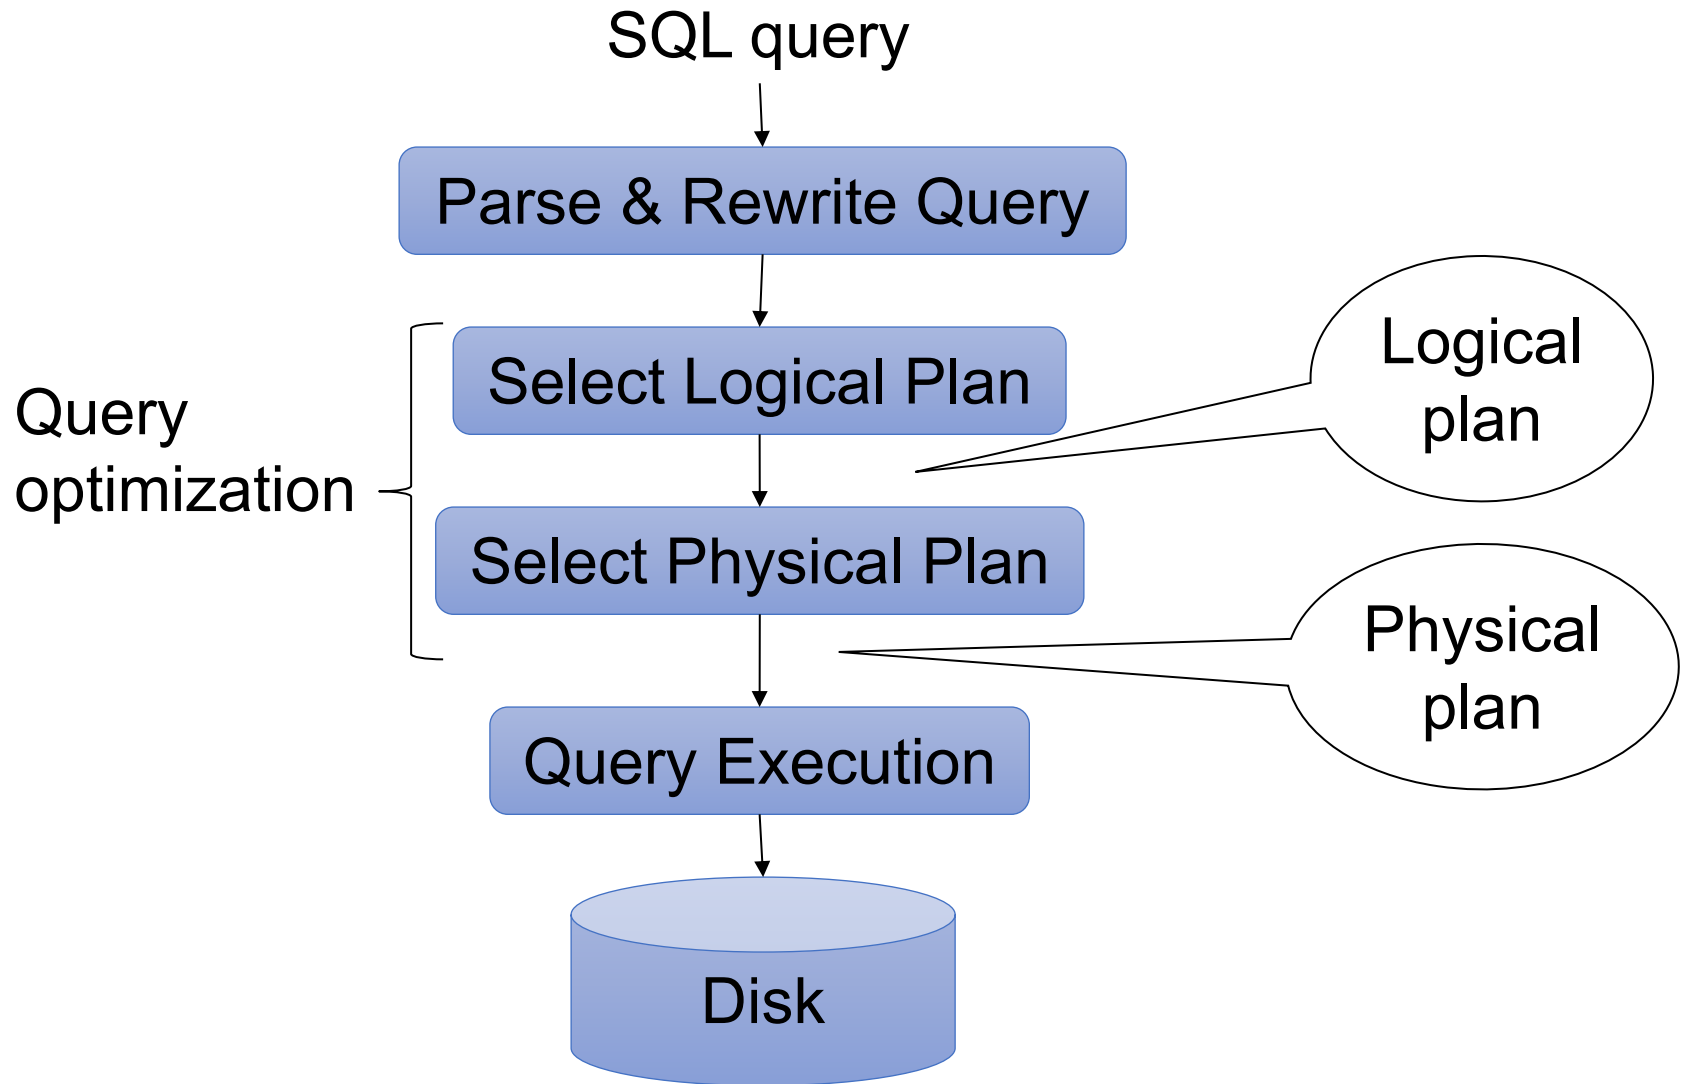 SQL query
Parse & Rewrite Query
Select Logical Plan
Logical
plan
Query
optimization
Select Physical Plan
Physical
plan
Query Execution
Disk